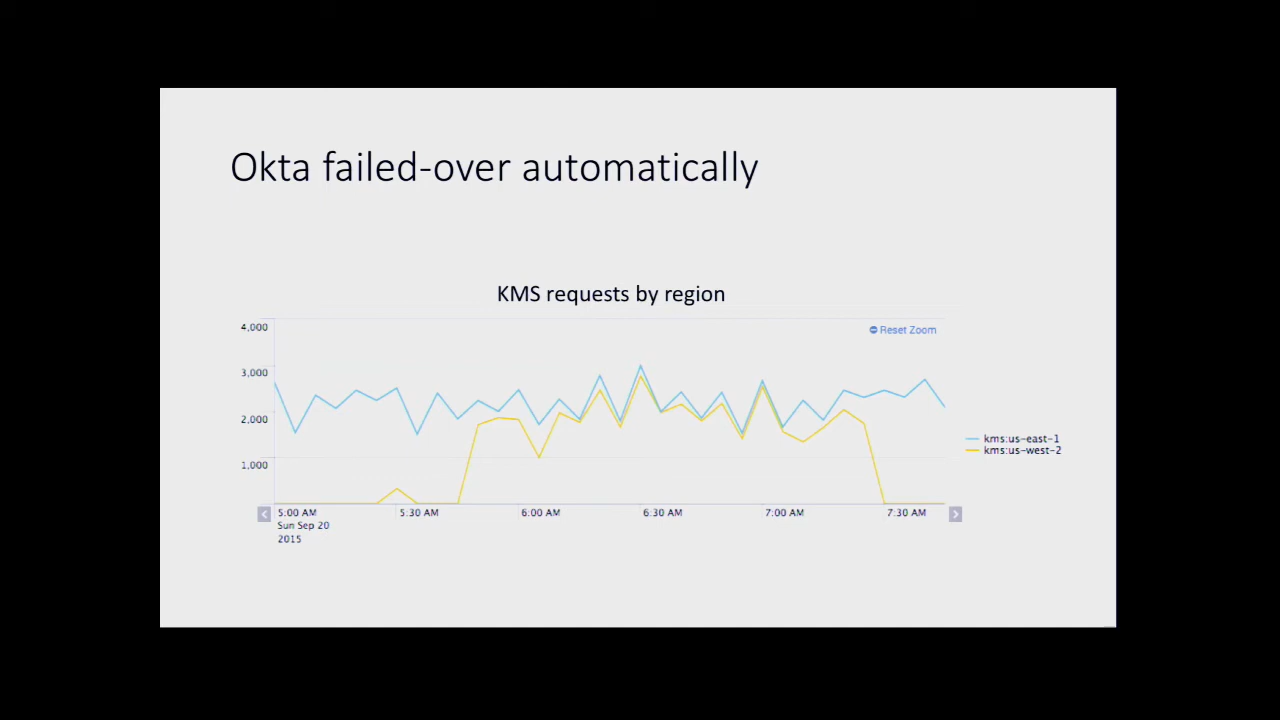 Okta failed-over automatically
KMS requests by region
4,000
Reset Zoom
3,000
2,000
1,000
kms:us-east-1
kms:us-west-2
5:00 AM 5:30 AM 6:00 AM 6:30 AM 7:00 AM 7:30 AM
Sun Sep 20
2015